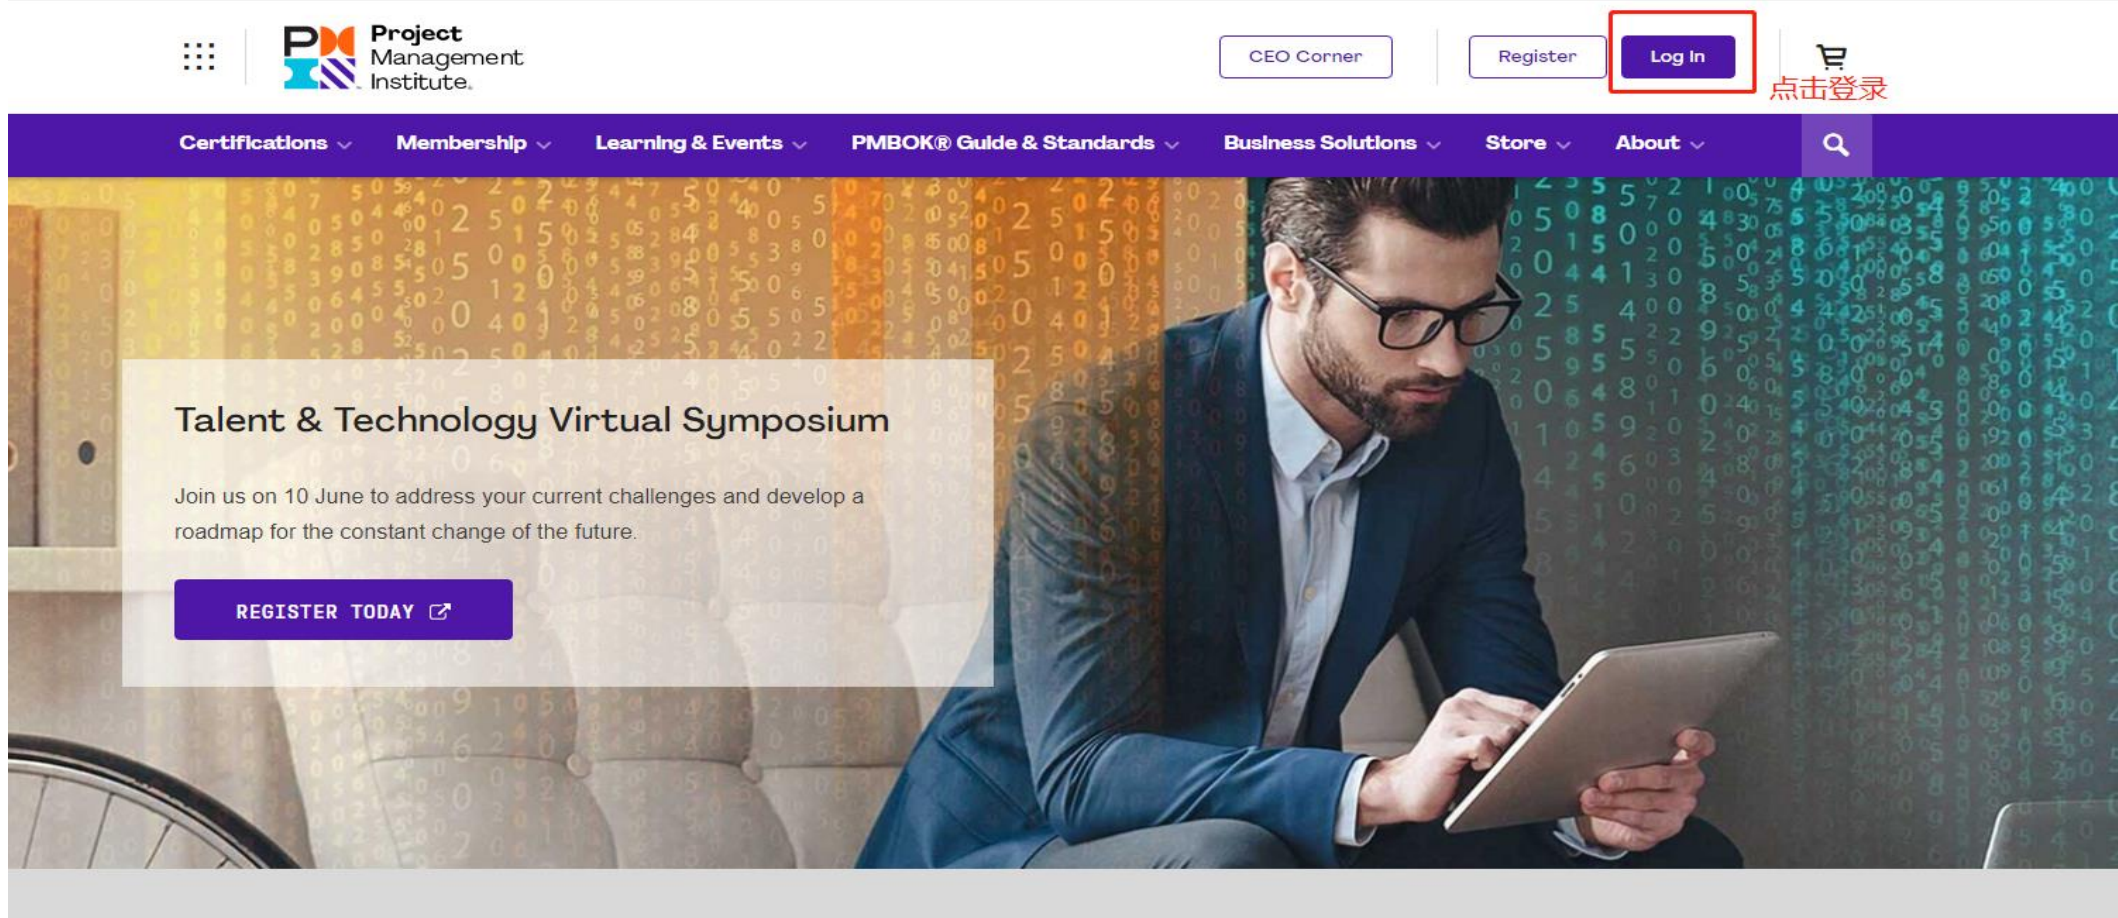 Project
Management
Institute.
CEO Corner
Register
Log In
点击登录
Certifications
Membership
Learning & Events
PMBOK® Guide & Standards
Business Solutions
Store
About
Talent & Technology Virtual Symposium
Join us on 10 June to address your current challenges and develop a
roadmap for the constant change of the future.
REGISTER TODAY